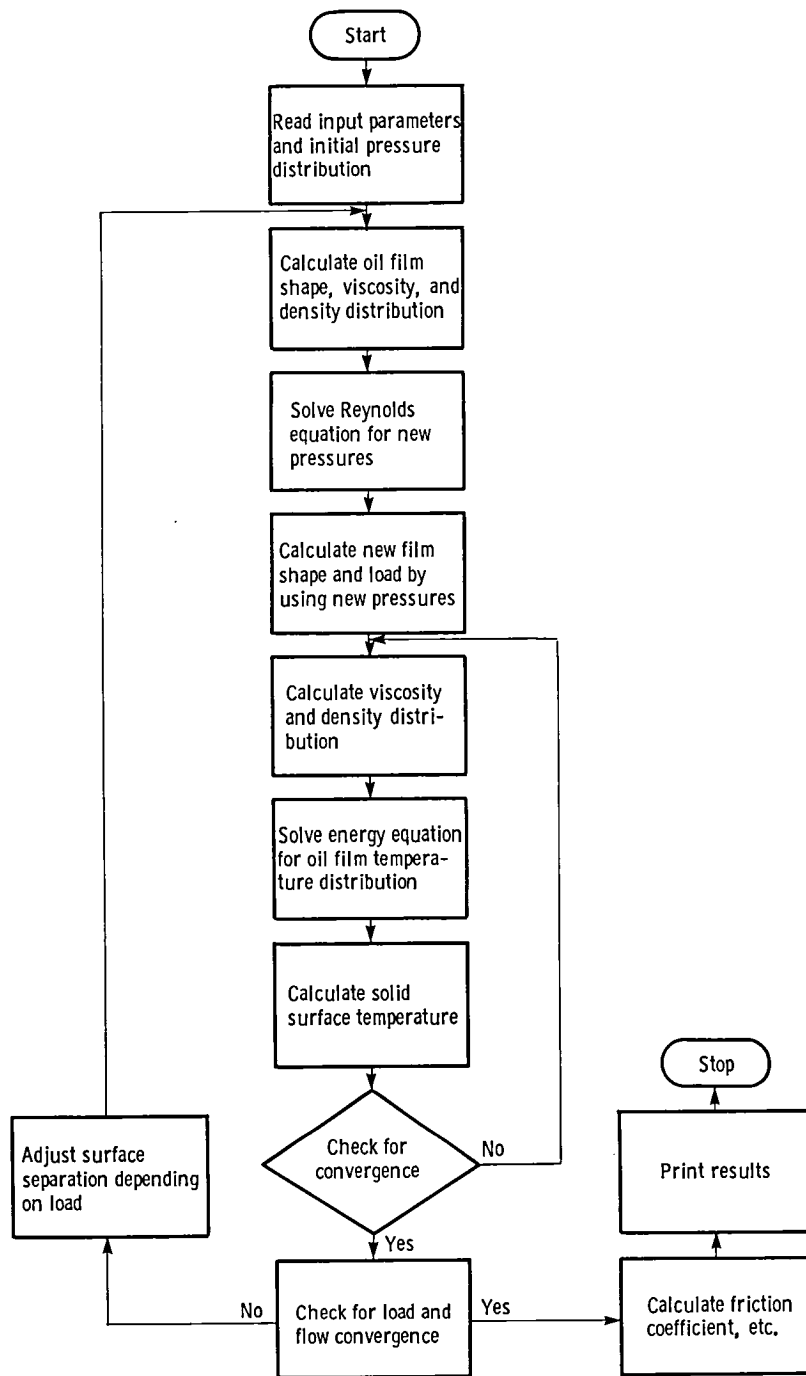 Start
Read input parameters
and initial pressure
distribution
Calculate oil film
shape, viscosity, and
density distribution
Solve Reynolds
equation for new
pressures
Calculate new film
shape and load by
using new pressures
Calculate viscosity
and density distri-
bution
Solve energy equation
for oil film tempera-
ture distribution
Calculate solid
surface temperature
Check for
convergence
No
Yes
Check for load and
flow convergence
No
Adjust surface
separation depending
on load
Yes
Calculate friction
coefficient, etc.
Print results
Stop